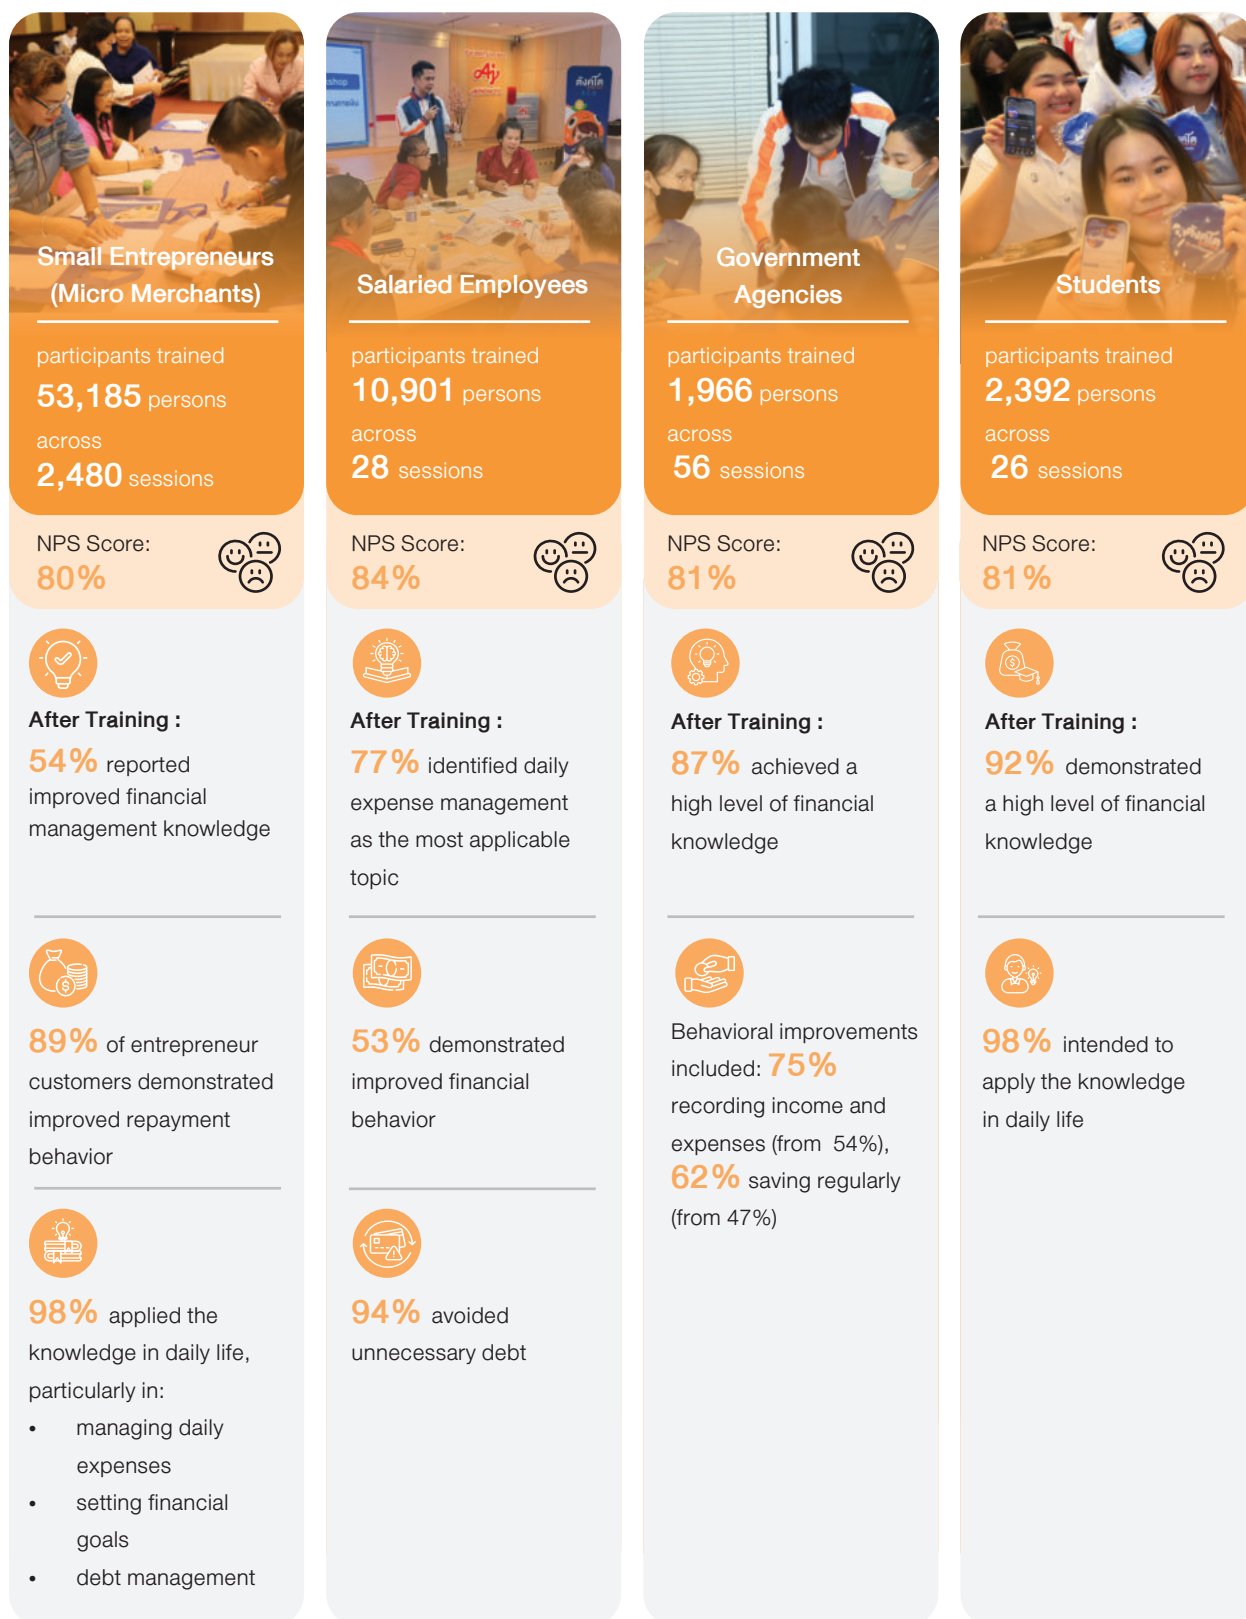 Small Entrepreneurs
(Micro Merchants)
participants trained
53,185 persons
across
2,480 sessions
NPS Score:
80%
After Training :
54% reported
improved financial
management knowledge
89% of entrepreneur
customers demonstrated
improved repayment
behavior
98% applied the
knowledge in daily life,
particularly in:
• managing daily
expenses
• setting financial
goals
• debt management
Salaried Employees
participants trained
10,901 persons
across
28 sessions
NPS Score:
84%
After Training :
77% identified daily
expense management
as the most applicable
topic
53% demonstrated
improved financial
behavior
94% avoided
unnecessary debt
Government
Agencies
participants trained
1,966 persons
across
56 sessions
NPS Score:
81%
After Training :
87% achieved a
high level of financial
knowledge
Behavioral improvements
included: 75%
recording income and
expenses (from 54%),
62% saving regularly
(from 47%)
Students
participants trained
2,392 persons
across
26 sessions
NPS Score:
81%
After Training :
92% demonstrated
a high level of financial
knowledge
98% intended to
apply the knowledge
in daily life